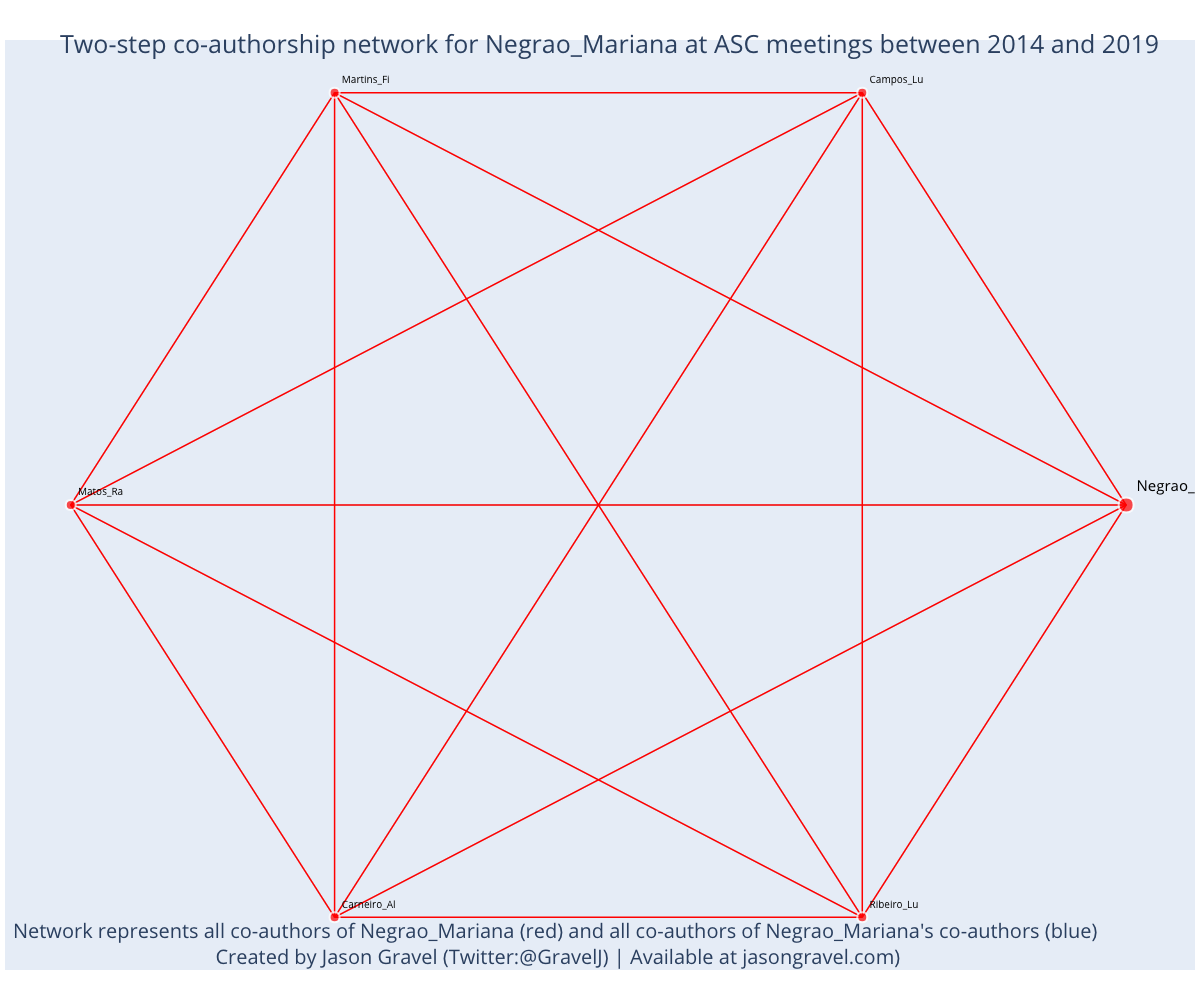 Two-step co-authorship network for Negrao_Mariana at ASC meetings between 2014 and 2019
Martins_Fi
Campos_Lu
Negrao_
Matos_Ra
Carneiro_Al
Ribeiro_Lu
Network represents all co-authors of Negrao_Mariana (red) and all co-authors of Negrao_Mariana's co-authors (blue)
Created by Jason Gravel (Twitter:@GravelJ) | Available at jasongravel.com)